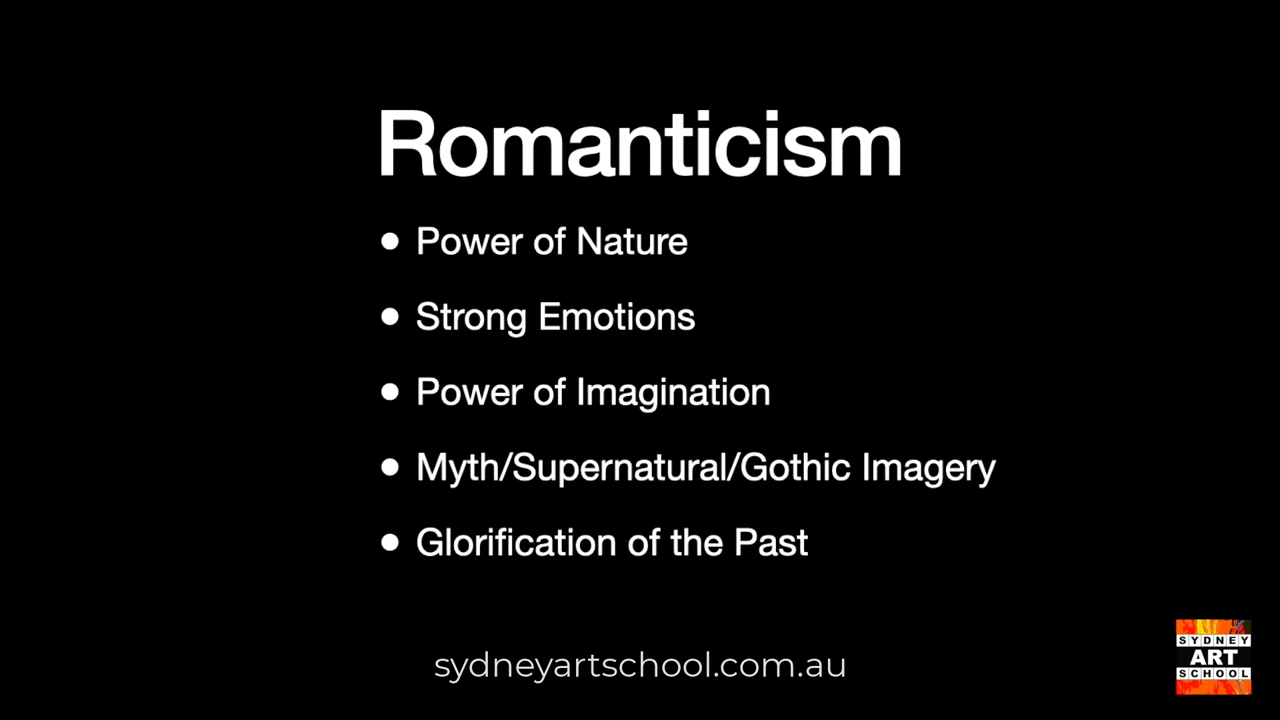 Romanticism
• Power of Nature
• Strong Emotions
• Power of Imagination
• Myth/Supernatural/Gothic Imagery
• Glorification of the Past
sydneyartschool.com.au
SYDNEY
ART
SCHOOL